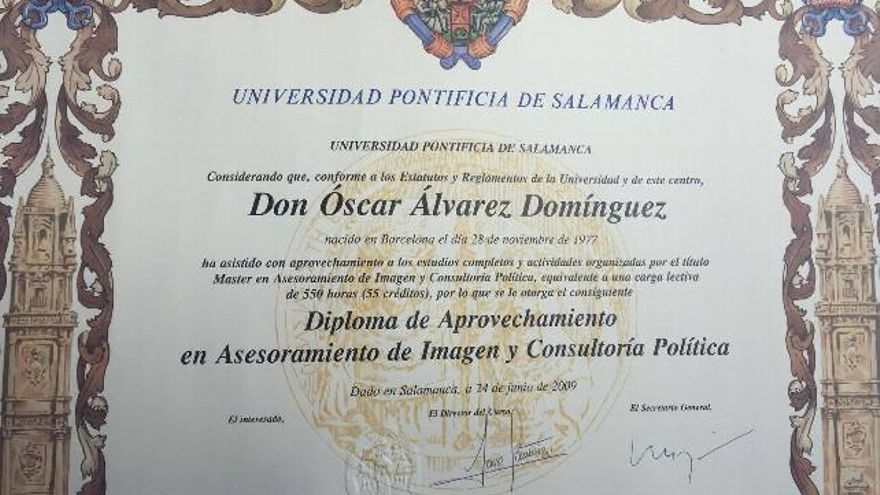 UNIVERSIDAD PONTIFICIA DE SALAMANCA
UNIVERSIDAD PONTIFICIA DE SALAMANCA
Considerando que, conforme a los Estatutos y Reglamentos de la Universidad y de este centro,
Don Óscar Álvarez Domínguez
nacido en Barcelona el día 28 de noviembre de 1977
ha asistido con aprovechamiento a los estudios completos y actividades organizadas por el título
Master en Asesoramiento de Imagen y Consultoría Política, equivalente a una carga lectiva
de 550 horas (55 créditos), por lo que se le otorga el consiguiente
Diploma de Aprovechamiento
en Asesoramiento de Imagen y Consultoría Política
Dado en Salamanca, a 24 de junio de 2009
El interesado, El Director del Curso, El Secretario General,